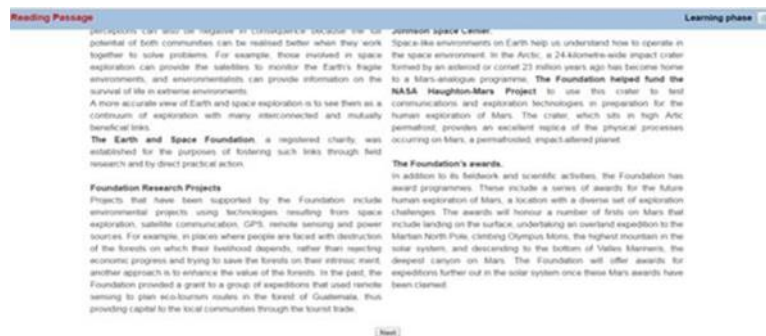 Reading Passage
Learning phase
perceptions can also be negative in consequence because the full
potential of both communities can be realised better when they work
together to solve problems. For example, those involved in space
exploration can provide the satellites to monitor the Earth's fragile
environments, and environmentalists can provide information on the
survival of life in extreme environments.
A more accurate view of Earth and space exploration is to see them as a
continuum of exploration with many interconnected and mutually
beneficial links.
The Earth and Space Foundation, a registered charity, was
established for the purposes of fostering such links through field
research and by direct practical action.
Foundation Research Projects
Projects that have been supported by the Foundation include
environmental projects using technologies resulting from space
exploration, satellite communication, GPS, remote sensing and power
sources. For example, in places where people are faced with destruction
of the forests on which their livelihood depends, rather than rejecting
economic progress and trying to save the forests on their intrinsic merit,
another approach is to enhance the value of the forests. In the past, the
Foundation provided a grant to a group of expeditions that used remote
sensing to plan eco-tourism routes in the forest of Guatemala, thus
providing capital to the local communities through the tourist trade.
Johnson Space Center.
Space-like environments on Earth help us understand how to operate in
the space environment. In the Arctic, a 24-kilometre-wide impact crater
formed by an asteroid or comet 23 million years ago has become home
to a Mars-analogue programme. The Foundation helped fund the
NASA Haughton-Mars Project to use this crater to test
communications and exploration technologies in preparation for the
human exploration of Mars. The crater, which sits in high Artic
permafrost, provides an excellent replica of the physical processes
occurring on Mars, a permafrosted, impact-altered planet.
The Foundation's awards.
In addition to its fieldwork and scientific activities, the Foundation has
award programmes. These include a series of awards for the future
human exploration of Mars, a location with a diverse set of exploration
challenges. The awards will honour a number of firsts on Mars that
include landing on the surface, undertaking an overland expedition to the
Martian North Pole, climbing Olympus Mons, the highest mountain in the
solar system, and descending to the bottom of Valles Marineris, the
deepest canyon on Mars. The Foundation will offer awards for
expeditions further out in the solar system once these Mars awards have
been claimed.
Next